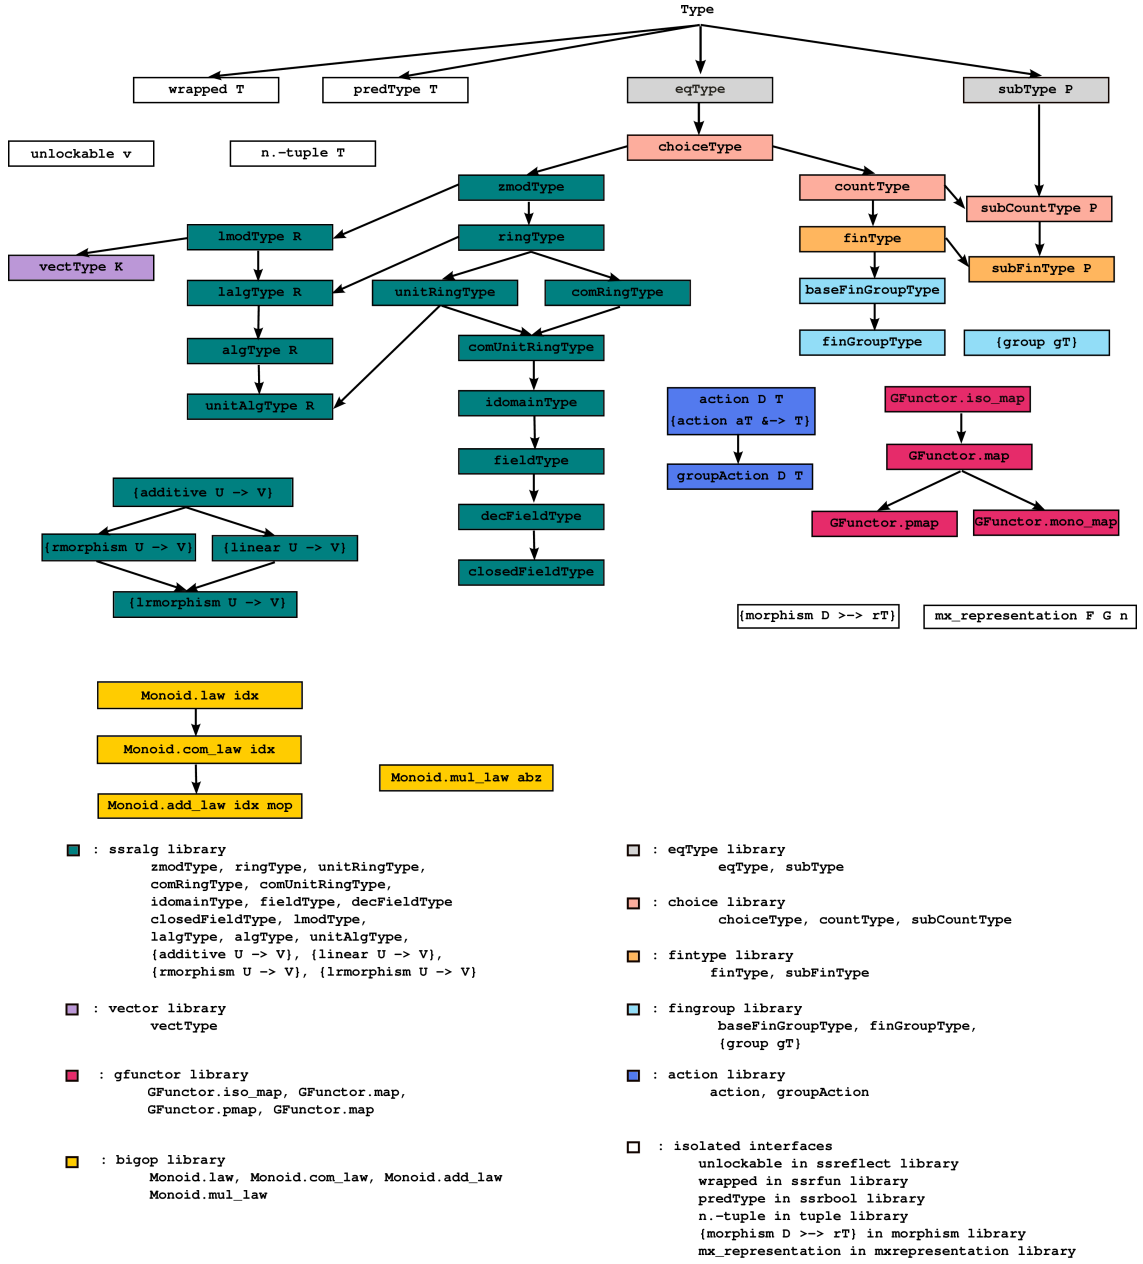 Type
wrapped T
predType T
eqType
subType P
unlockable v
n.-tuple T
choiceType
zmodType
countType
subCountType P
lmodType R
ringType
finType
vectType K
subFinType P
lalgType R
unitRingType
comRingType
baseFinGroupType
algType R
comUnitRingType
finGroupType
{group gT}
unitAlgType R
idomainType
action D T
{action aT &-> T}
GFunctor.iso_map
fieldType
groupAction D T
GFunctor.map
{additive U -> V}
decFieldType
GFunctor.pmap
GFunctor.mono_map
{rmorphism U -> V}
{linear U -> V}
closedFieldType
{lrmorphism U -> V}
{morphism D >-> rT}
mx_representation F G n
Monoid.law idx
Monoid.com_law idx
Monoid.mul_law abz
Monoid.add_law idx mop
: ssralg library
zmodType, ringType, unitRingType,
comRingType, comUnitRingType,
idomainType, fieldType, decFieldType
closedFieldType, lmodType,
lalgType, algType, unitAlgType,
{additive U -> V}, {linear U -> V},
{rmorphism U -> V}, {lrmorphism U -> V}
: vector library
vectType
: gfunctor library
GFunctor.iso_map, GFunctor.map,
GFunctor.pmap, GFunctor.map
: bigop library
Monoid.law, Monoid.com_law, Monoid.add_law
Monoid.mul_law
: eqType library
eqType, subType
: choice library
choiceType, countType, subCountType
: fintype library
finType, subFinType
: fingroup library
baseFinGroupType, finGroupType,
{group gT}
: action library
action, groupAction
: isolated interfaces
unlockable in ssreflect library
wrapped in ssrfun library
predType in ssrbool library
n.-tuple in tuple library
{morphism D >-> rT} in morphism library
mx_representation in mxrepresentation library